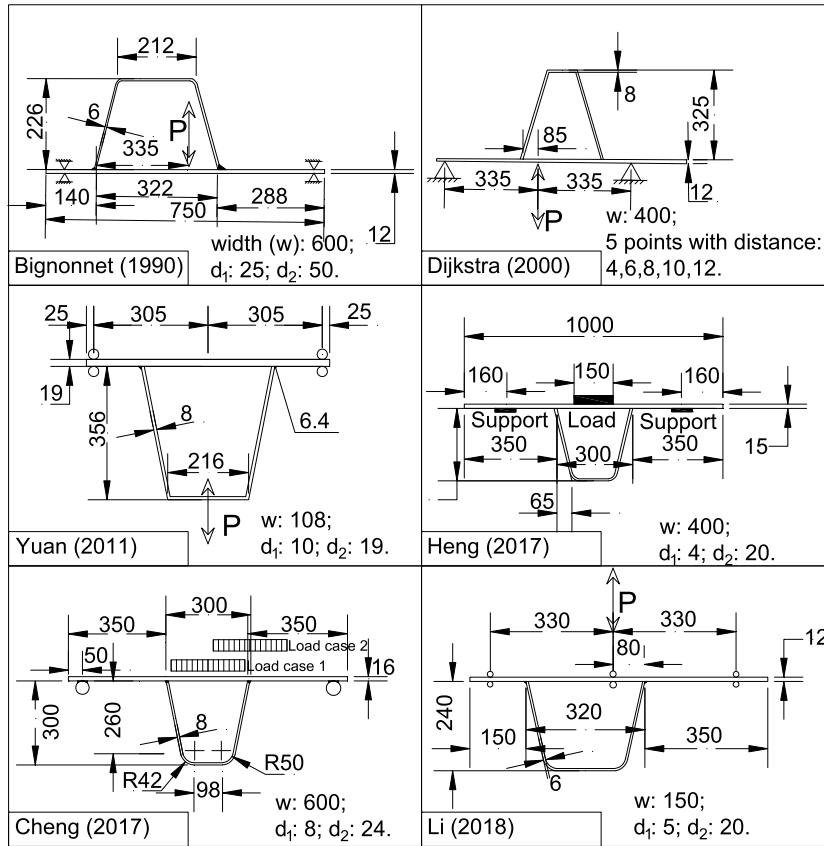 212
226
6
335
P
322
140
288
750
12
width (w): 600;
d₁: 25; d₂: 50.
Bignonnet (1990)
8
85
325
335
335
12
P
w: 400;
5 points with distance:
4,6,8,10,12.
Dijkstra (2000)
25
305
305
25
19
356
8
6.4
216
P
w: 108;
d₁: 10; d₂: 19.
Yuan (2011)
1000
150
160
160
Support
Load
Support
15
350
300
350
65
w: 400;
d₁: 4; d₂: 20.
Heng (2017)
350
300
350
Load case 2
50
Load case 1
16
300
260
8
R42
R50
98
w: 600;
d₁: 8; d₂: 24.
Cheng (2017)
P
330
330
80
12
240
320
150
350
6
w: 150;
d₁: 5; d₂: 20.
Li (2018)